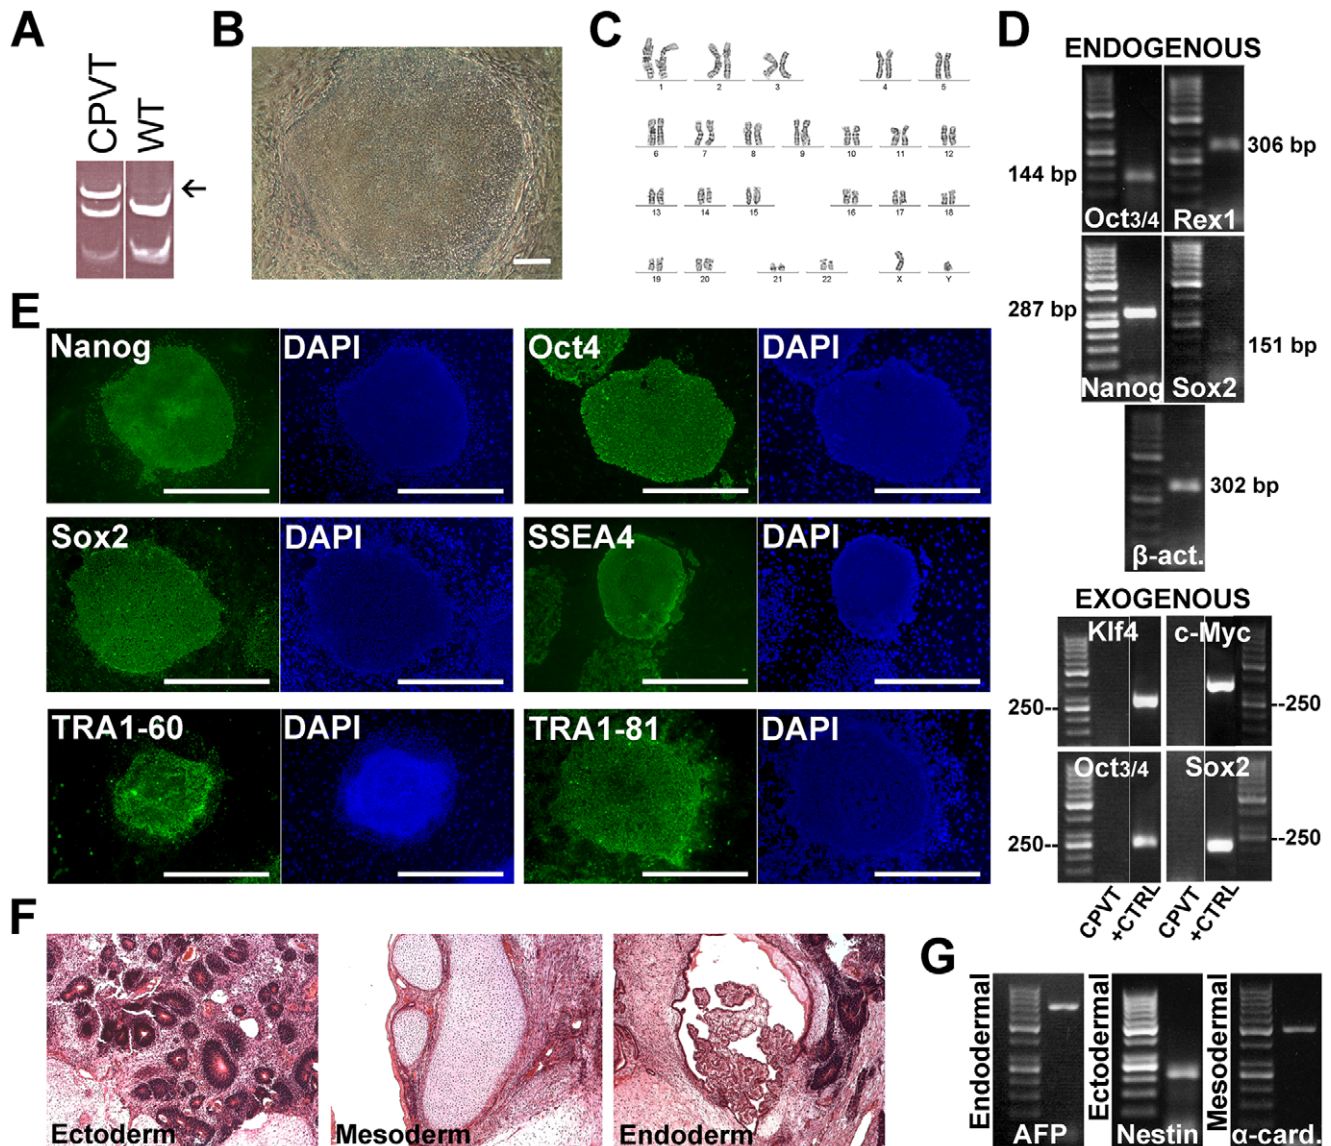 A
CPVT
WT
B
C
1 2 3 4 5
6 7 8 9 10 11 12
13 14 15 16 17 18
19 20 21 22 X Y
D
ENDOGENOUS
144 bp
306 bp
Oct3/4 Rex1
287 bp
151 bp
Nanog Sox2
302 bp
β-act.
EXOGENOUS
Klf4 c-Myc
250-- --250
Oct3/4 Sox2
250-- --250
CPVT
+CTRL
CPVT
+CTRL
E
Nanog DAPI Oct4 DAPI
Sox2 DAPI SSEA4 DAPI
TRA1-60 DAPI TRA1-81 DAPI
F
Ectoderm Mesoderm Endoderm
G
Endodermal
AFP
Ectodermal
Nestin
Mesodermal
α-card.